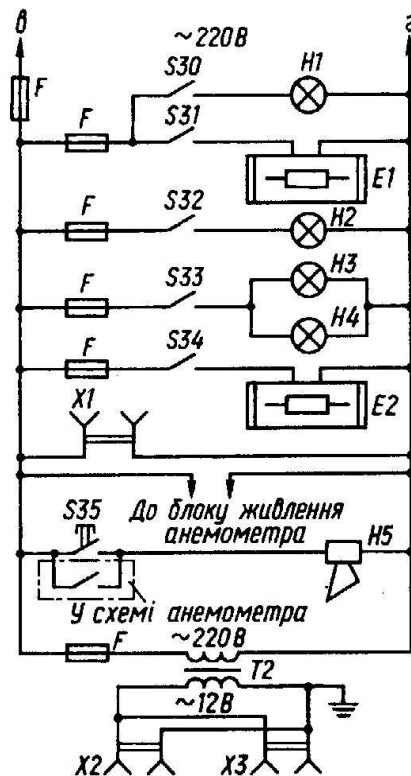 в г
~220В
S30 H1
F
F S31
E1
F S32 H2
H3
F S33
H4
F S34
E2
X1
До блоку живлення
анемометра
S35
H5
У схемі анемометра
F ~220В
T2
~12В
X2 X3